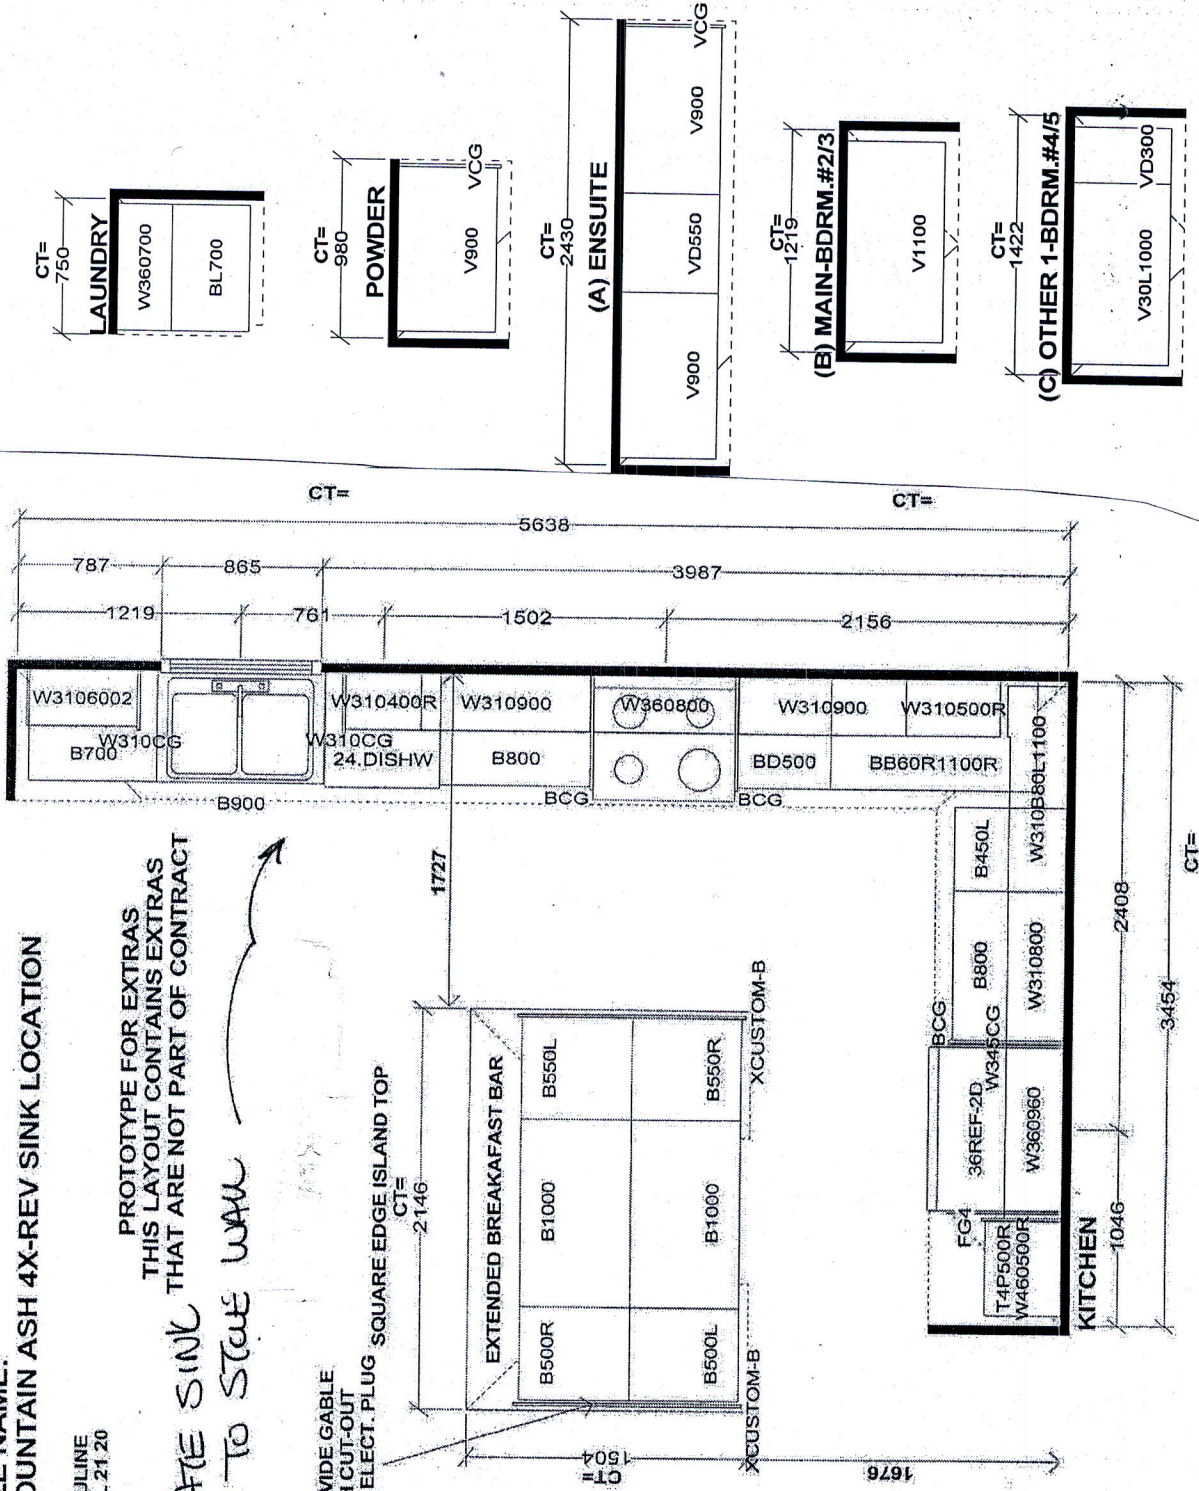 CT=
750
LAUNDRY
W360700
BL700
CT=
980
POWDER
V900
VCG
CT=
2430
(A) ENSUITE
V900
VD550
V900
VCG
CT=
1219
(B) MAIN-BDRM.#2/3
V1100
CT=
1422
(C) OTHER 1-BDRM.#4/5
V30L1000
VD300
CT=
CT=
5638
787
865
3987
1219
761
1502
2156
W3106002
W310CG
B700
B900
W310CG
W310400R
24.DISHW
W310900
B800
BCG
W360800
BCG
W310900
BD500
W310500R
BB60R1100R
W310B80L1100
B450L
B800
W310800
BCG
W345CG
36REF-2D
W360960
FG4
T4P500R
W460500R
KITCHEN
2408
1046
3454
CT=
1727
NAME:
OUNTAIN ASH 4X-REV SINK LOCATION
ULINE
21 20
PROTOTYPE FOR EXTRAS
THIS LAYOUT CONTAINS EXTRAS
THAT ARE NOT PART OF CONTRACT
SINK
TO WALL
VIDE GABLE
CUT-OUT
ELECT. PLUG
SQUARE EDGE ISLAND TOP
CT=
2146
EXTENDED BREAKAFAST BAR
B500R
B1000
B550L
B500L
B1000
B550R
XCUSTOM-B
XCUSTOM-B
1504
CT=
1676